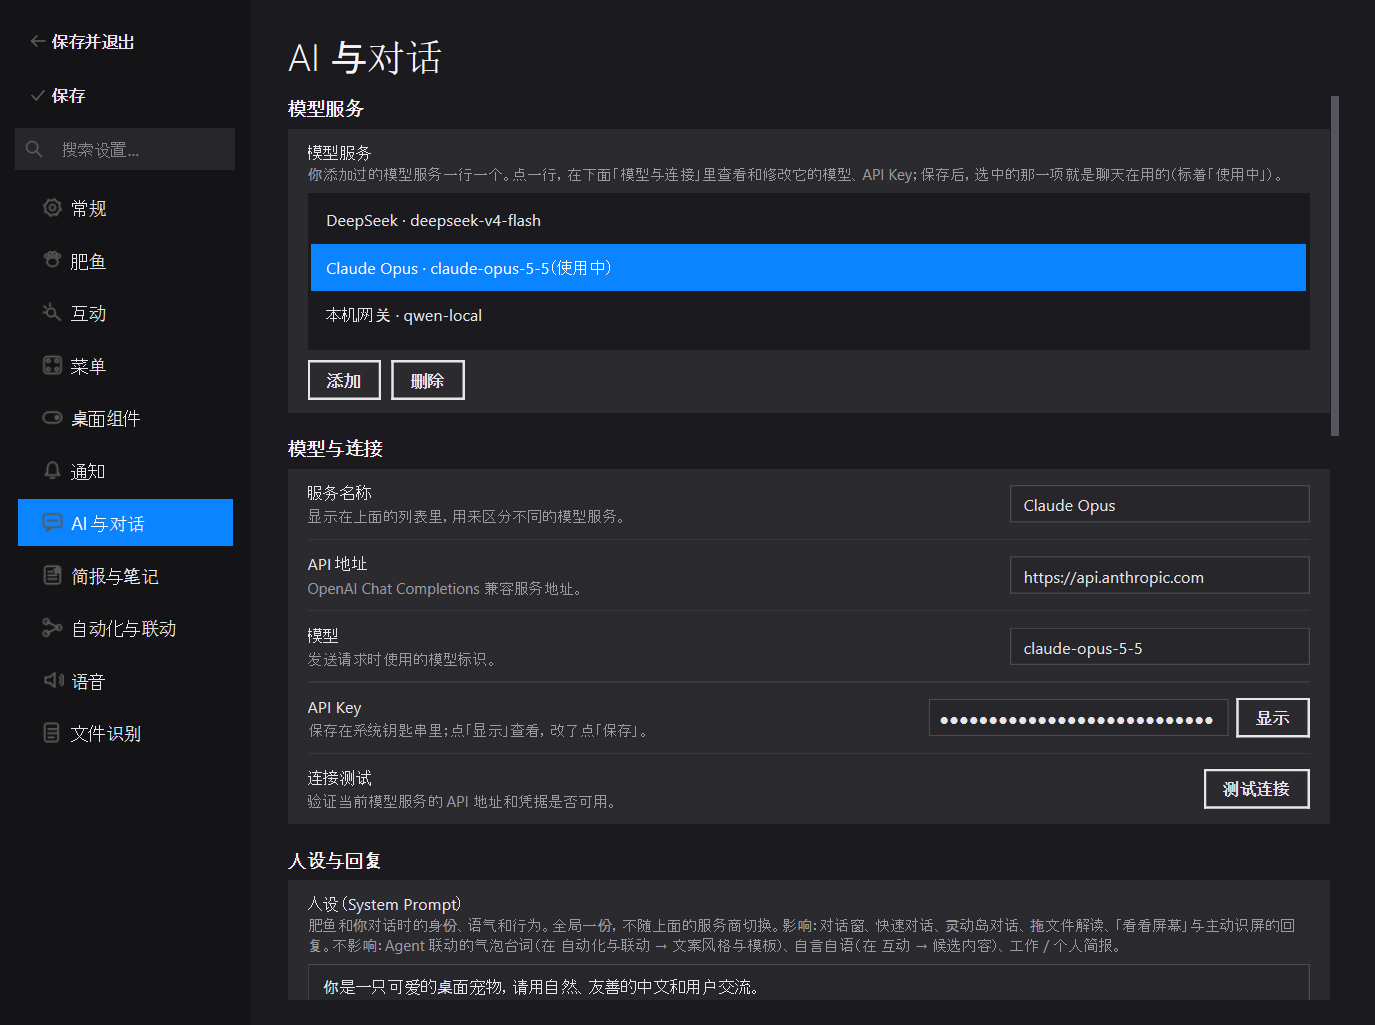 保存并退出
保存
搜索设置...
常规
肥鱼
互动
菜单
桌面组件
通知
AI 与对话
简报与笔记
自动化与联动
语音
文件识别
AI 与对话
模型服务
模型服务
你添加过的模型服务一行一个。点一行，在下面「模型与连接」里查看和修改它的模型、API Key；保存后，选中的那一项就是聊天在用的（标着「使用中」）。
DeepSeek · deepseek-v4-flash
Claude Opus · claude-opus-5-5（使用中）
本机网关 · qwen-local
添加
删除
模型与连接
服务名称
显示在上面的列表里，用来区分不同的模型服务。
Claude Opus
API 地址
OpenAI Chat Completions 兼容服务地址。
https://api.anthropic.com
模型
发送请求时使用的模型标识。
claude-opus-5-5
API Key
保存在系统钥匙串里；点「显示」查看，改了点「保存」。
●●●●●●●●●●●●●●●●●●●●●●●●●●●●
显示
连接测试
验证当前模型服务的 API 地址和凭据是否可用。
测试连接
人设与回复
人设（System Prompt）
肥鱼和你对话时的身份、语气和行为。全局一份，不随上面的服务商切换。影响：对话窗、快速对话、灵动岛对话、拖文件解读、「看看屏幕」与主动识屏的回
复。不影响：Agent 联动的气泡台词（在 自动化与联动 → 文案风格与模板）、自言自语（在 互动 → 候选内容）、工作 / 个人简报。
你是一只可爱的桌面宠物，请用自然、友善的中文和用户交流。